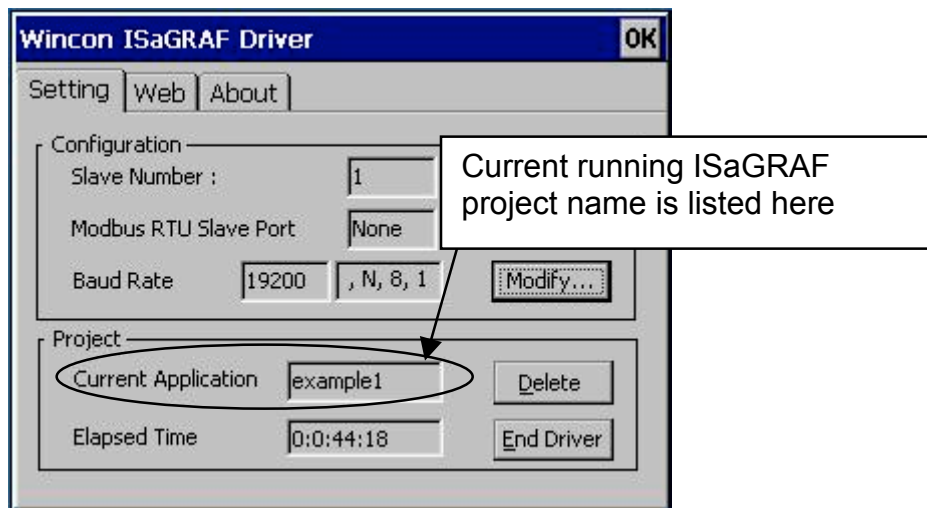 Wincon ISaGRAF Driver OK
Setting Web About
Configuration
Slave Number : 1
Modbus RTU Slave Port None
Baud Rate 19200 , N, 8, 1 Modify...
Current running ISaGRAF
project name is listed here
Project
Current Application example1 Delete
Elapsed Time 0:0:44:18 End Driver